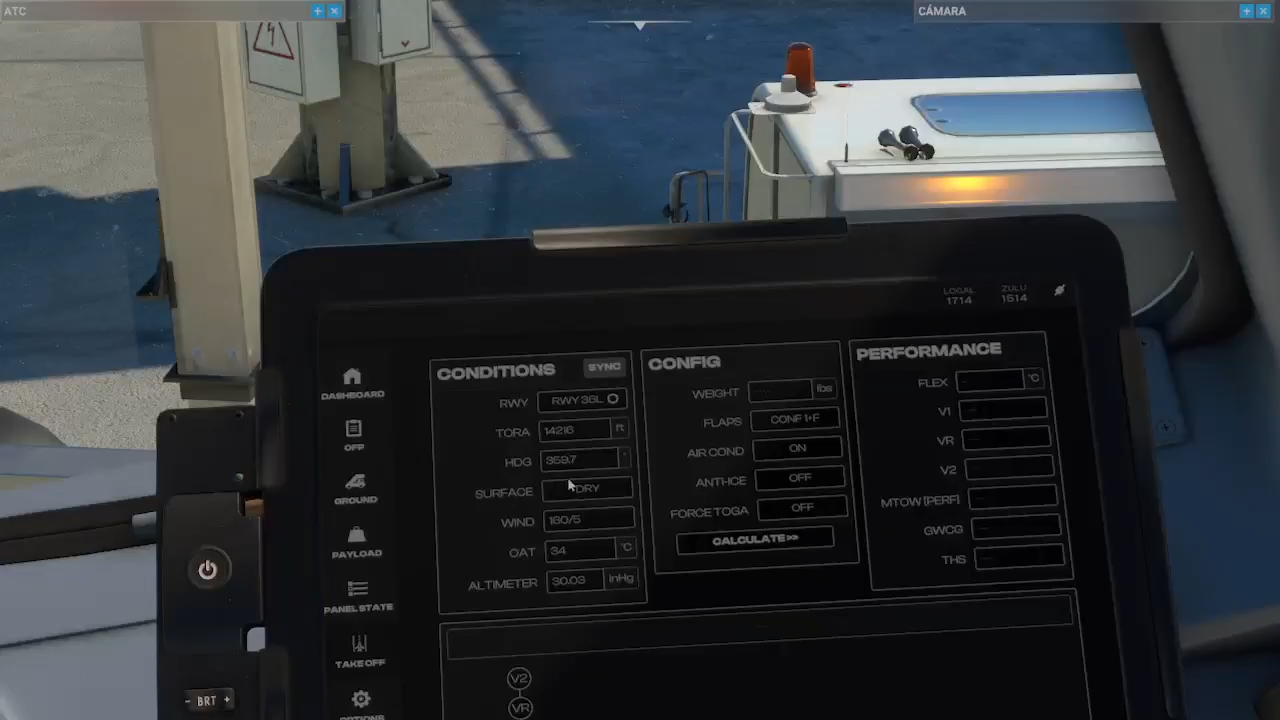 ATC
CÁMARA
LOCAL
1714
ZULU
1514
DASHBOARD
OFP
GROUND
PAYLOAD
PANEL STATE
TAKE OFF
CONDITIONS SYNC
RWY RWY 36L
TORA 14216 ft
HDG 359.7 °
SURFACE DRY
WIND 160/5
OAT 34 °C
ALTIMETER 30.03 InHg
CONFIG
WEIGHT lbs
FLAPS CONF 1+F
AIR COND ON
ANTI-ICE OFF
FORCE TOGA OFF
CALCULATE >>
PERFORMANCE
FLEX °C
V1
VR
V2
MTOW [PERF]
GWCG
THS
V2
VR
- BRT +